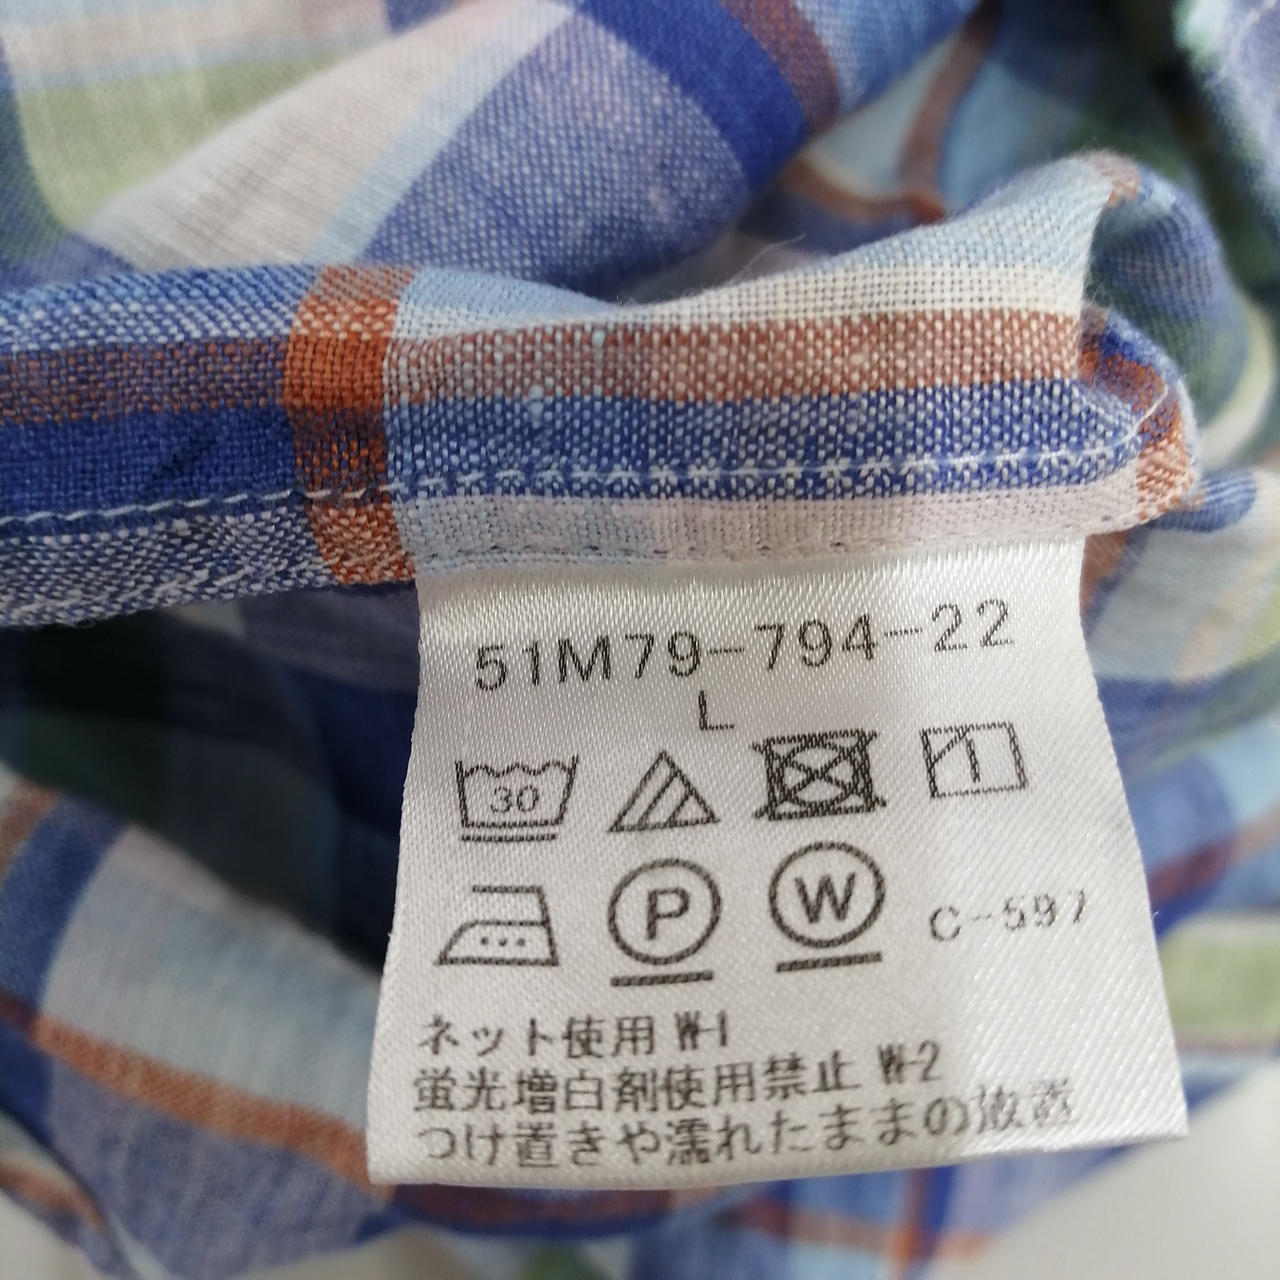 51M79-794-22
L
30
P W C-597
ネット使用 W-1
蛍光増白剤使用禁止 W-2
つけ置きや濡れたままの放置